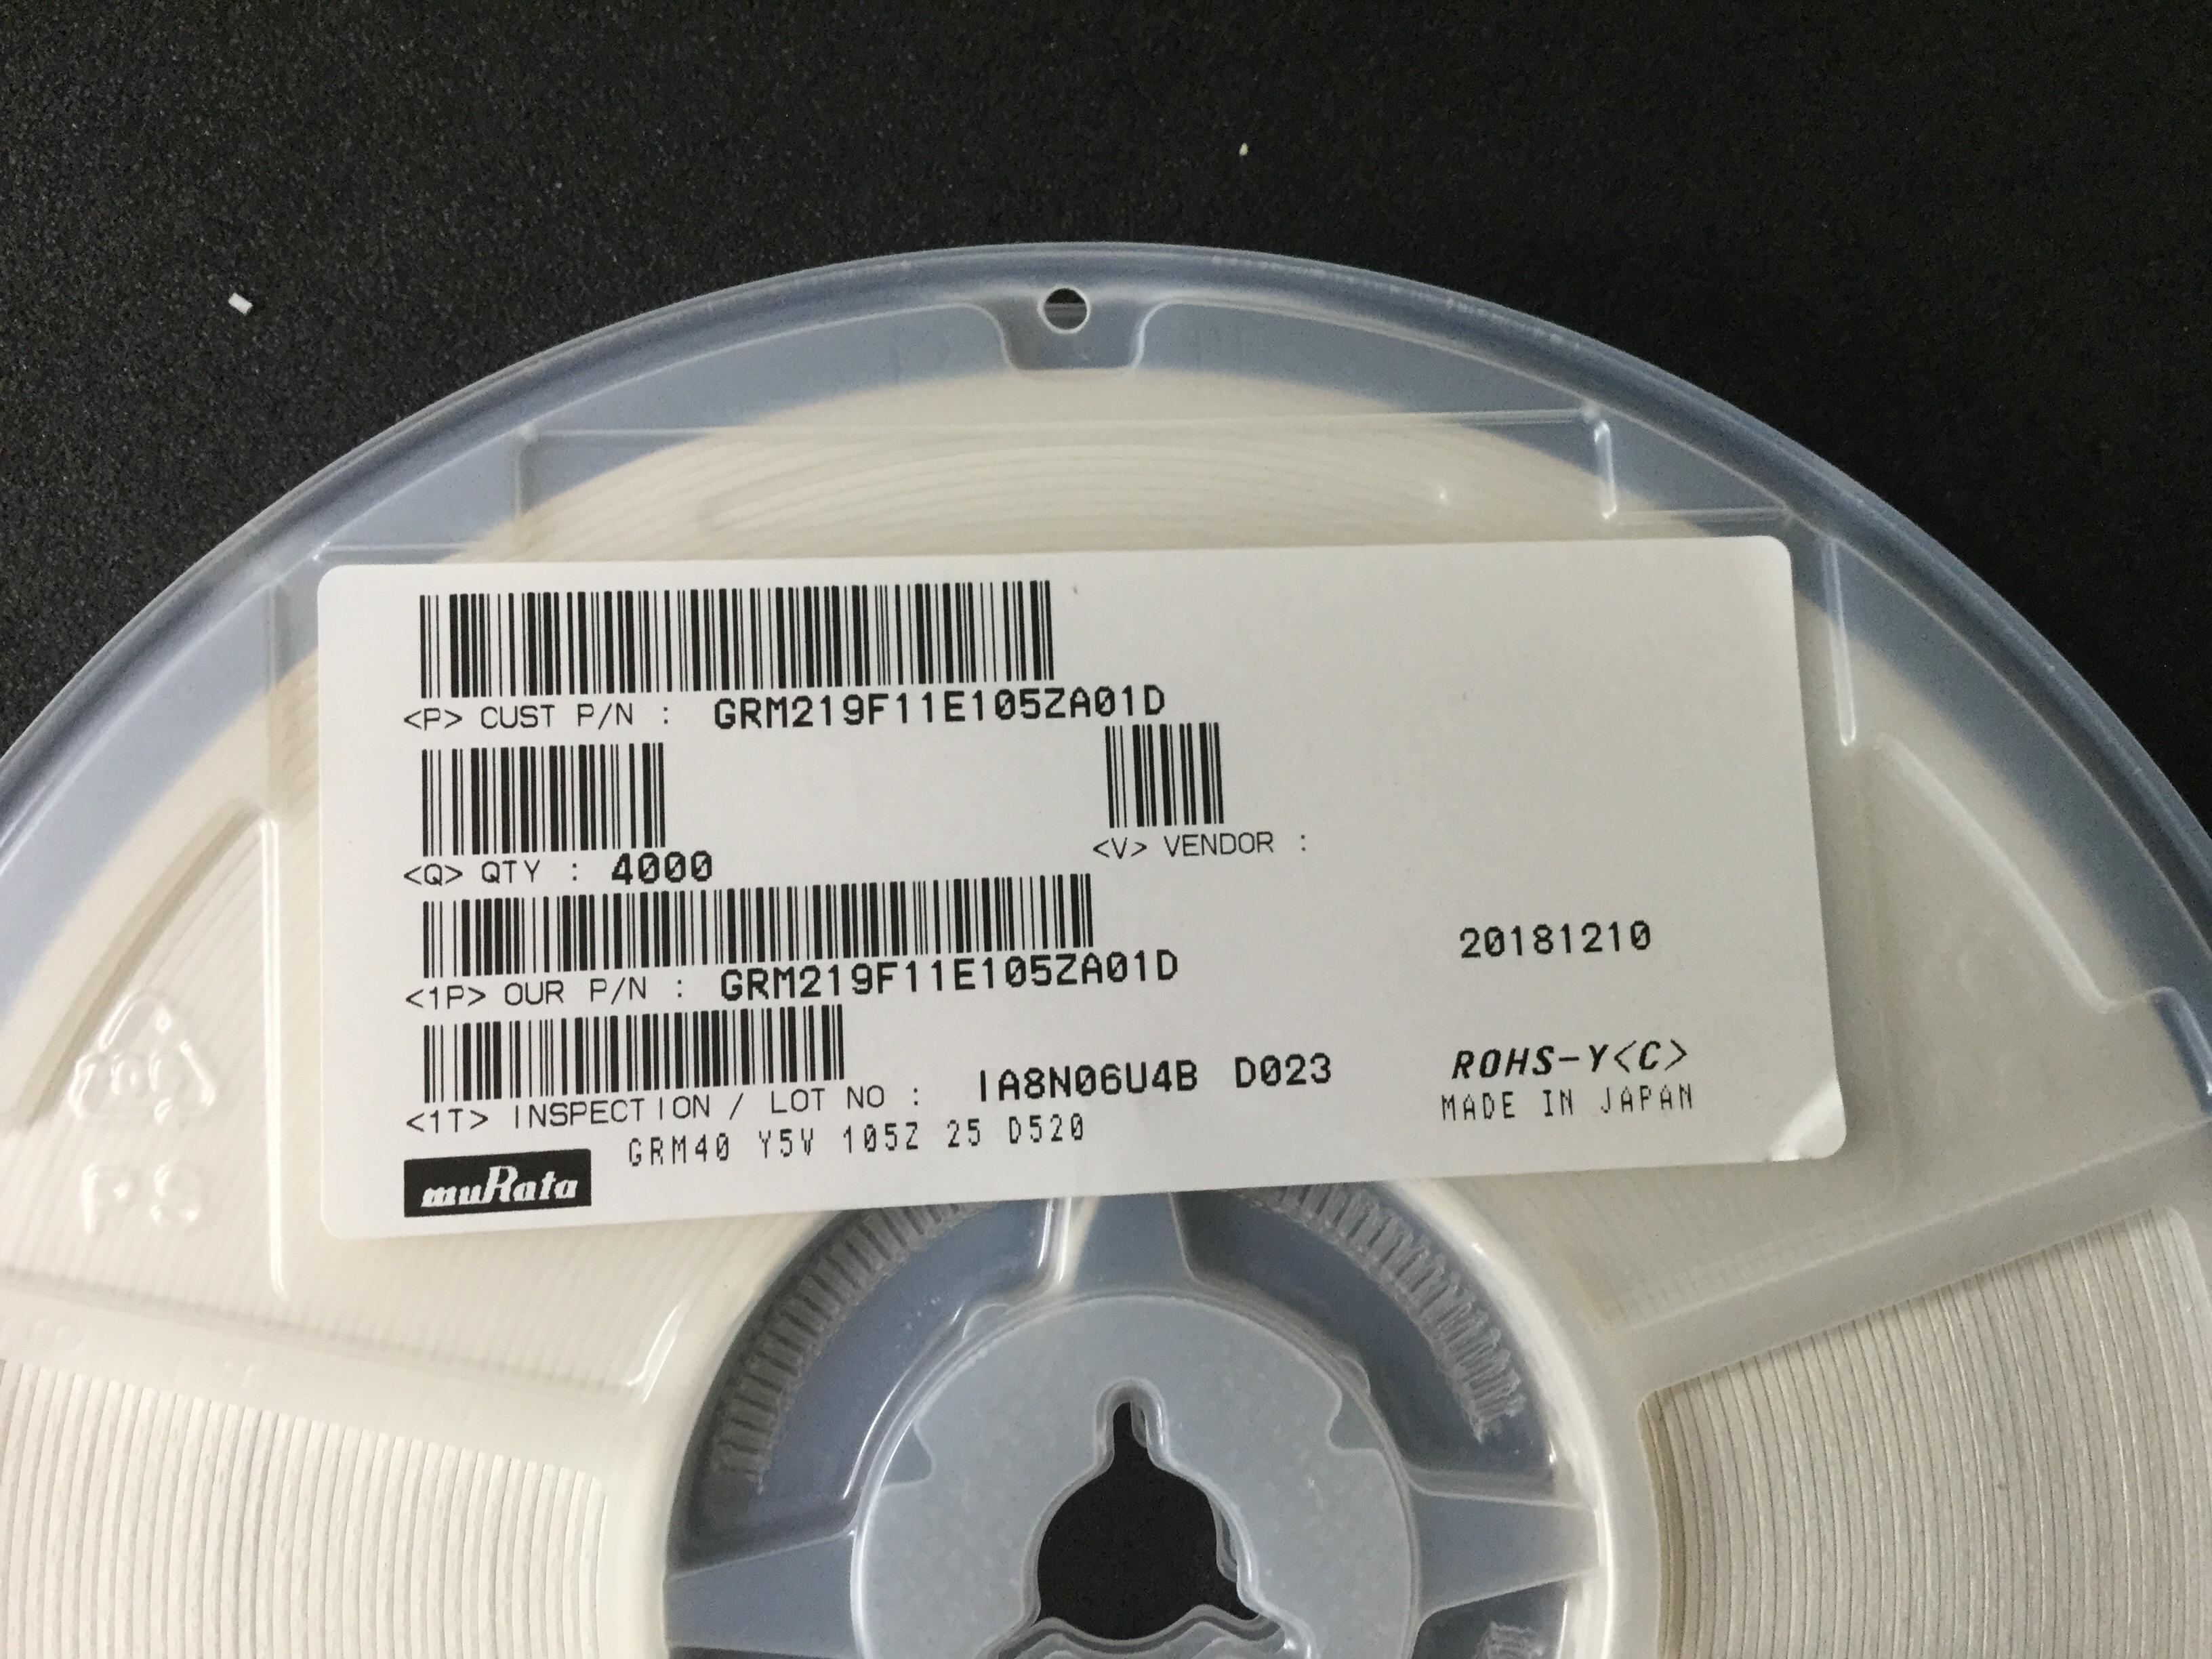 <P> CUST P/N : GRM219F11E105ZA01D
<Q> QTY : 4000
<V> VENDOR :
<1P> OUR P/N : GRM219F11E105ZA01D
20181210
<1T> INSPECTION / LOT NO : IA8N06U4B D023
ROHS-Y<C>
MADE IN JAPAN
GRM40 Y5V 105Z 25 D520
muRata
PS